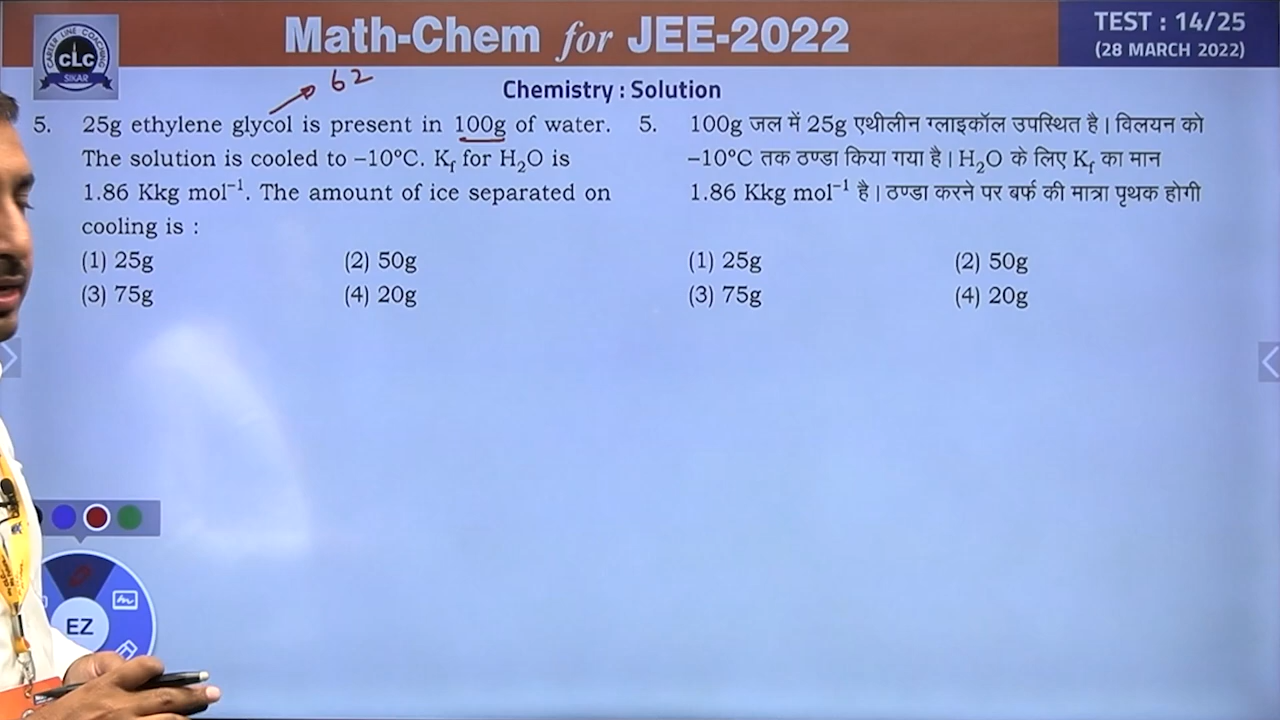 Math-Chem for JEE-2022
TEST : 14/25
(28 MARCH 2022)
CAREER LINE COACHING
CLC
SIKAR
62
Chemistry : Solution
5. 25g ethylene glycol is present in 100g of water.
The solution is cooled to –10°C. Kf for H₂O is
1.86 Kkg mol⁻¹. The amount of ice separated on
cooling is :
(1) 25g (2) 50g
(3) 75g (4) 20g
5. 100g जल में 25g एथीलीन ग्लाइकॉल उपस्थित है। विलयन को
–10°C तक ठण्डा किया गया है। H₂O के लिए Kf का मान
1.86 Kkg mol⁻¹ है। ठण्डा करने पर बर्फ की मात्रा पृथक होगी
(1) 25g (2) 50g
(3) 75g (4) 20g
EZ